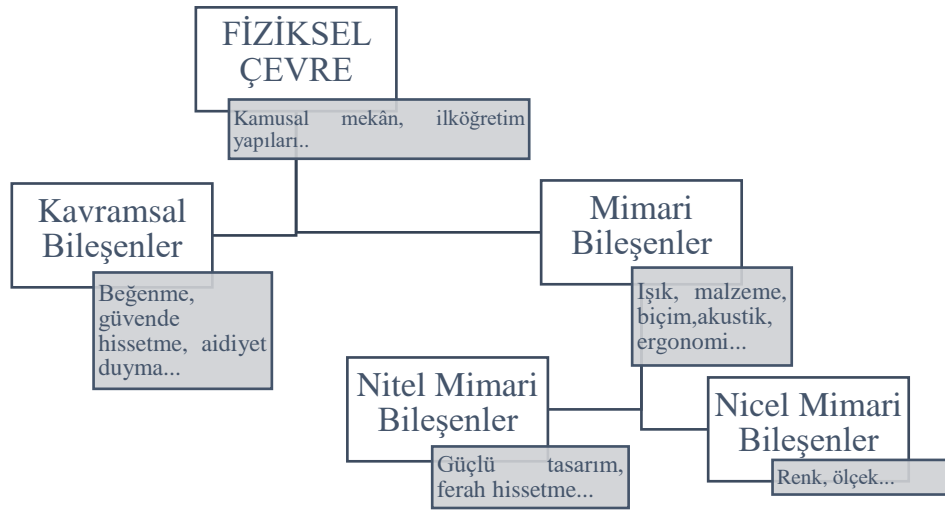 FİZİKSEL
ÇEVRE
Kamusal mekân, ilköğretim
yapıları..
Kavramsal
Bileşenler
Beğenme,
güvende
hissetme, aidiyet
duyma...
Mimari
Bileşenler
Işık, malzeme,
biçim,akustik,
ergonomi...
Nitel Mimari
Bileşenler
Güçlü tasarım,
ferah hissetme...
Nicel Mimari
Bileşenler
Renk, ölçek...